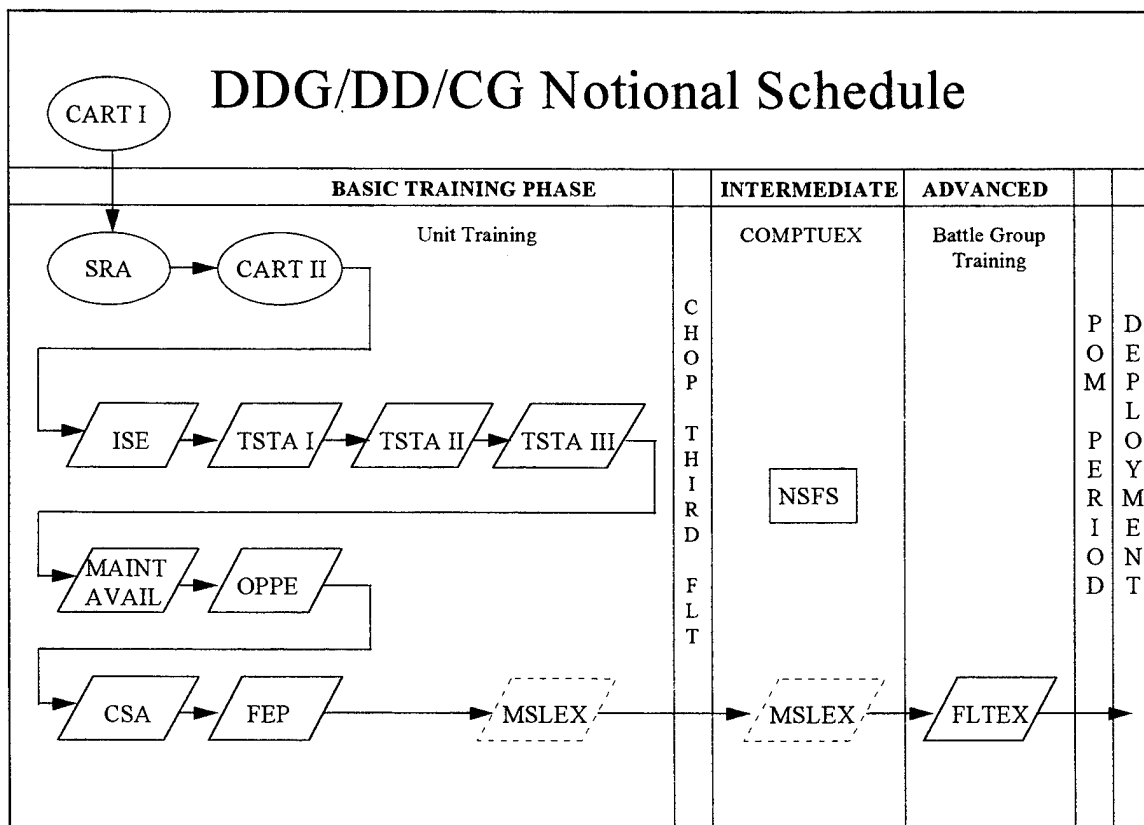 DDG/DD/CG Notional Schedule
CART I
BASIC TRAINING PHASE
INTERMEDIATE
ADVANCED
Unit Training
COMPTUEX
Battle Group
Training
SRA
CART II
CHOP THIRD FLT
POM PERIOD
DEPLOYMENT
ISE
TSTA I
TSTA II
TSTA III
NSFS
MAINT
AVAIL
OPPE
CSA
FEP
MSLEX
MSLEX
FLTEX